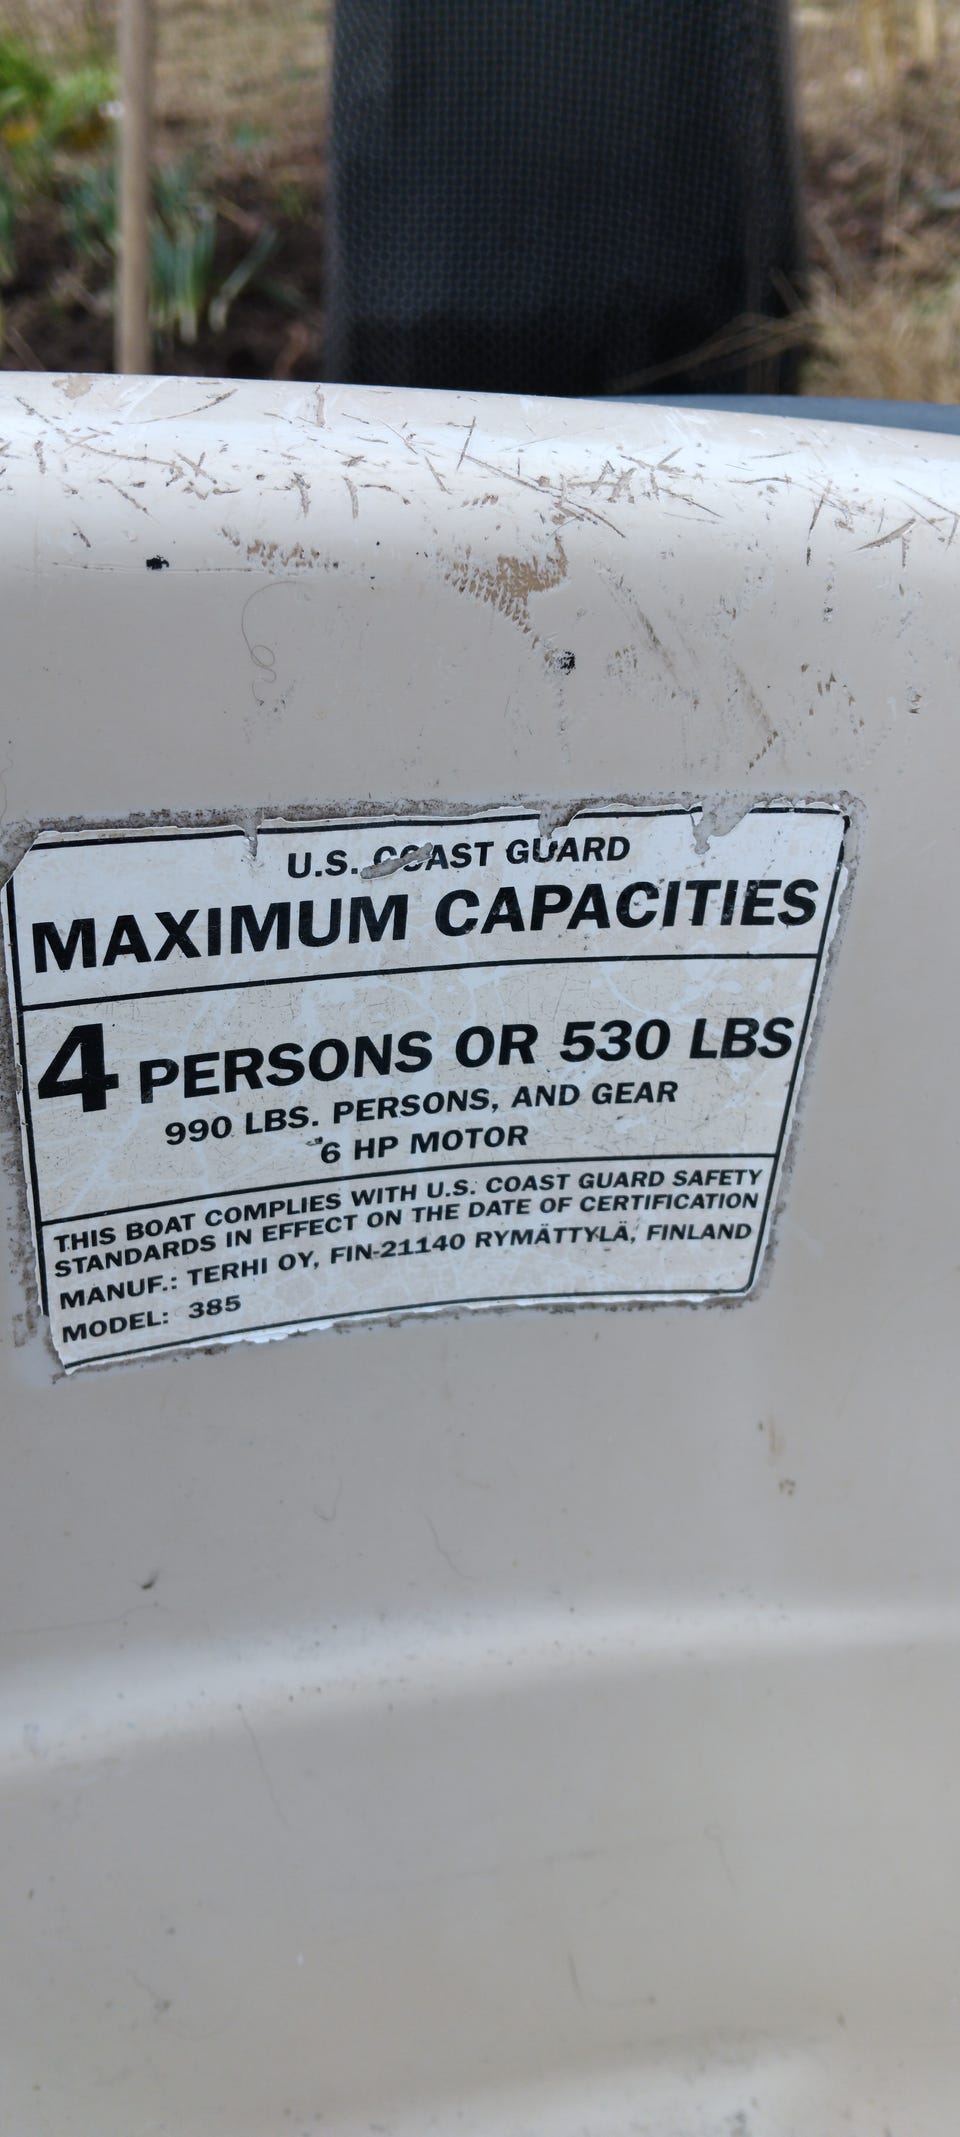 U.S. COAST GUARD
MAXIMUM CAPACITIES
4 PERSONS OR 530 LBS
990 LBS. PERSONS, AND GEAR
6 HP MOTOR
THIS BOAT COMPLIES WITH U.S. COAST GUARD SAFETY
STANDARDS IN EFFECT ON THE DATE OF CERTIFICATION
MANUF.: TERHI OY, FIN-21140 RYMÄTTYLÄ, FINLAND
MODEL: 385